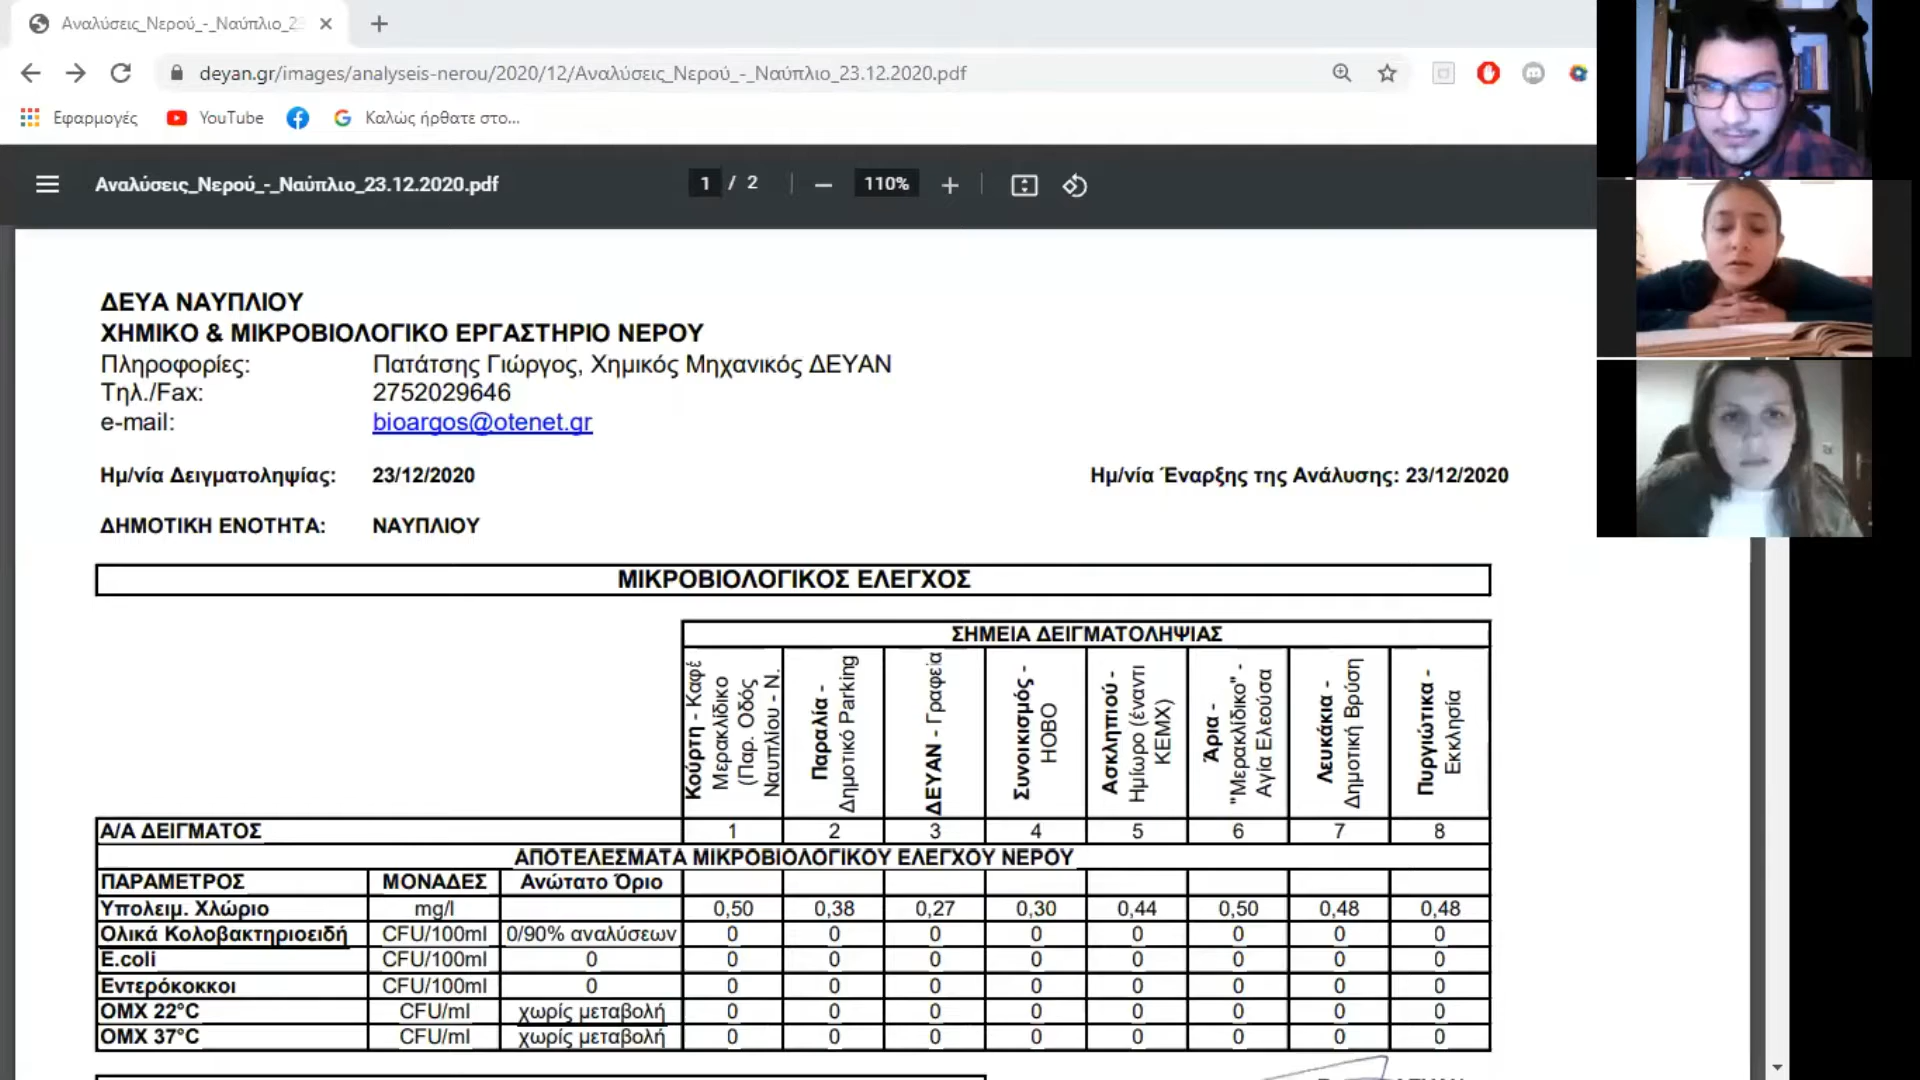 Αναλύσεις_Νερού_-_Ναύπλιο_23
deyan.gr/images/analyseis-nerou/2020/12/Αναλύσεις_Νερού_-_Ναύπλιο_23.12.2020.pdf
Εφαρμογές YouTube Καλώς ήρθατε στο...
Αναλύσεις_Νερού_-_Ναύπλιο_23.12.2020.pdf 1 / 2 110%
ΔΕΥΑ ΝΑΥΠΛΙΟΥ
ΧΗΜΙΚΟ & ΜΙΚΡΟΒΙΟΛΟΓΙΚΟ ΕΡΓΑΣΤΗΡΙΟ ΝΕΡΟΥ
Πληροφορίες: Πατάτσης Γιώργος, Χημικός Μηχανικός ΔΕΥΑΝ
Τηλ./Fax: 2752029646
e-mail: bioargos@otenet.gr
Ημ/νία Δειγματοληψίας: 23/12/2020 Ημ/νία Έναρξης της Ανάλυσης: 23/12/2020
ΔΗΜΟΤΙΚΗ ΕΝΟΤΗΤΑ: ΝΑΥΠΛΙΟΥ
ΜΙΚΡΟΒΙΟΛΟΓΙΚΟΣ ΕΛΕΓΧΟΣ
ΣΗΜΕΙΑ ΔΕΙΓΜΑΤΟΛΗΨΙΑΣ
Κούρτη - Καφέ
Μερακλίδικο
(Παρ. Οδός
Ναυπλίου - Ν.
Παραλία -
Δημοτικό Parking
ΔΕΥΑΝ - Γραφεία
Συνοικισμός -
ΗΟΒΟ
Ασκληπιού -
Ημίωρο (έναντι
ΚΕΜΧ)
Άρια -
"Μερακλίδικο" -
Αγία Ελεούσα
Λευκάκια -
Δημοτική Βρύση
Πυργιώτικα -
Εκκλησία
Α/Α ΔΕΙΓΜΑΤΟΣ 1 2 3 4 5 6 7 8
ΑΠΟΤΕΛΕΣΜΑΤΑ ΜΙΚΡΟΒΙΟΛΟΓΙΚΟΥ ΕΛΕΓΧΟΥ ΝΕΡΟΥ
ΠΑΡΑΜΕΤΡΟΣ ΜΟΝΑΔΕΣ Ανώτατο Όριο
Υπολειμ. Χλώριο mg/l 0,50 0,38 0,27 0,30 0,44 0,50 0,48 0,48
Ολικά Κολοβακτηριοειδή CFU/100ml 0/90% αναλύσεων 0 0 0 0 0 0 0 0
E.coli CFU/100ml 0 0 0 0 0 0 0 0 0
Εντερόκοκκοι CFU/100ml 0 0 0 0 0 0 0 0 0
ΟΜΧ 22°C CFU/ml χωρίς μεταβολή 0 0 0 0 0 0 0 0
ΟΜΧ 37°C CFU/ml χωρίς μεταβολή 0 0 0 0 0 0 0 0